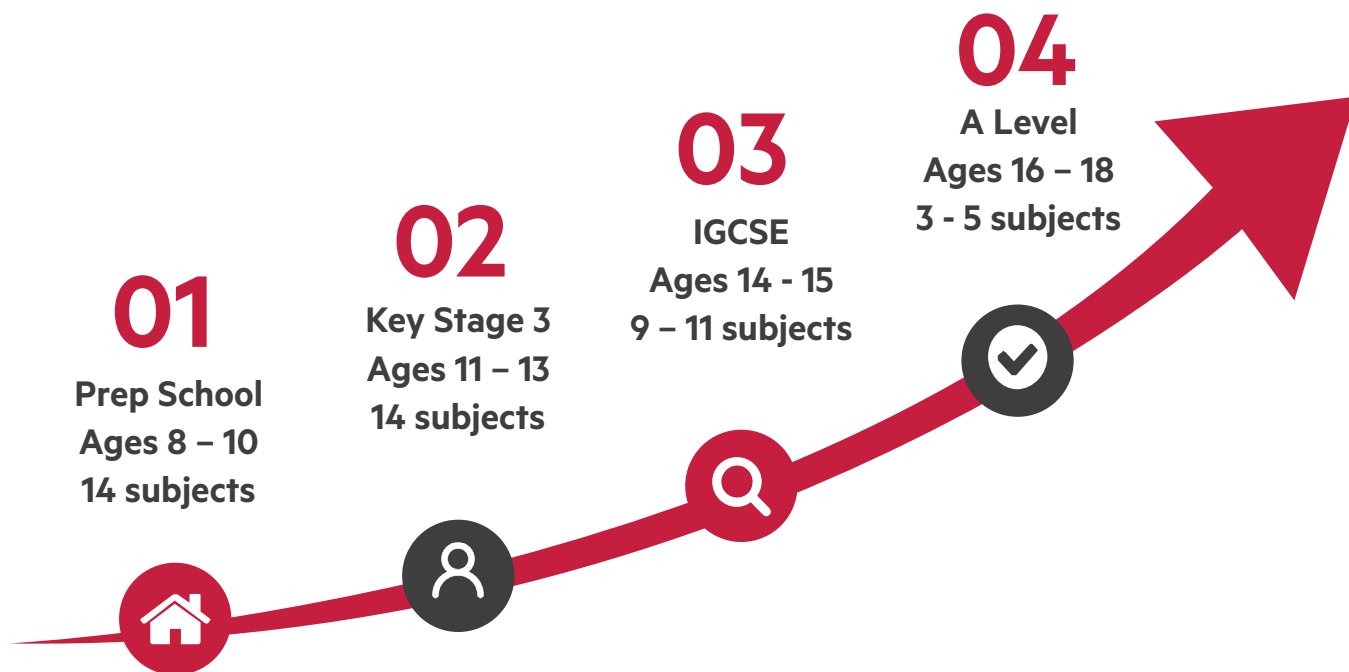 01
Prep School
Ages 8 – 10
14 subjects
02
Key Stage 3
Ages 11 – 13
14 subjects
03
IGCSE
Ages 14 - 15
9 – 11 subjects
04
A Level
Ages 16 – 18
3 - 5 subjects